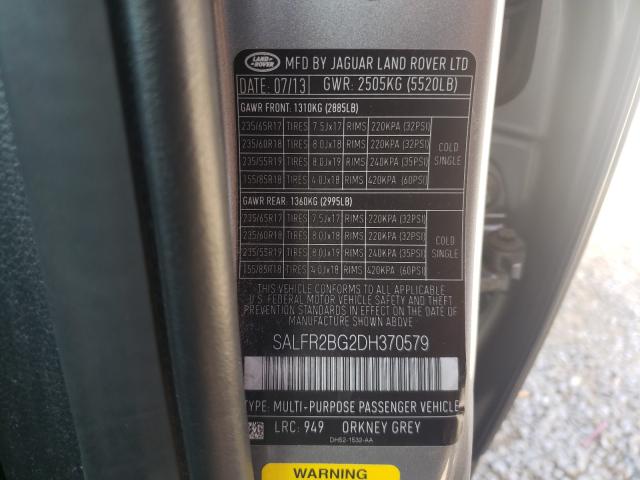 LAND ROVER MFD BY JAGUAR LAND ROVER LTD
DATE: 07/13 GWR: 2505KG (5520LB)
GAWR FRONT: 1310KG (2885LB)
235/65R17 TIRES 7.5Jx17 RIMS 220KPA (32PSI)
235/60R18 TIRES 8.0Jx18 RIMS 220KPA (32PSI)
235/55R19 TIRES 8.0Jx19 RIMS 240KPA (35PSI)
155/85R18 TIRES 4.0Jx18 RIMS 420KPA (60PSI)
COLD
SINGLE
GAWR REAR: 1360KG (2995LB)
235/65R17 TIRES 7.5Jx17 RIMS 220KPA (32PSI)
235/60R18 TIRES 8.0Jx18 RIMS 220KPA (32PSI)
235/55R19 TIRES 8.0Jx19 RIMS 240KPA (35PSI)
155/85R18 TIRES 4.0Jx18 RIMS 420KPA (60PSI)
COLD
SINGLE
THIS VEHICLE CONFORMS TO ALL APPLICABLE
U.S. FEDERAL MOTOR VEHICLE SAFETY AND THEFT
PREVENTION STANDARDS IN EFFECT ON THE DATE
OF MANUFACTURE SHOWN ABOVE
SALFR2BG2DH370579
TYPE: MULTI-PURPOSE PASSENGER VEHICLE
LRC: 949 ORKNEY GREY
DH52-1532-AA
WARNING